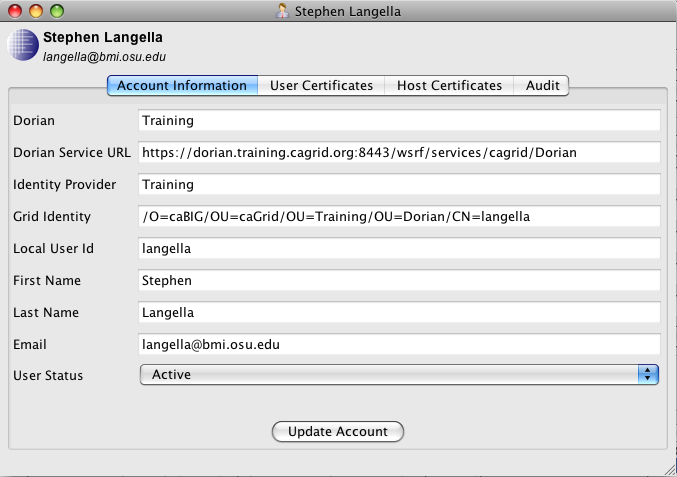 Stephen Langella
Stephen Langella
langella@bmi.osu.edu
Account Information User Certificates Host Certificates Audit
Dorian Training
Dorian Service URL https://dorian.training.cagrid.org:8443/wsrf/services/cagrid/Dorian
Identity Provider Training
Grid Identity /O=caBIG/OU=caGrid/OU=Training/OU=Dorian/CN=langella
Local User Id langella
First Name Stephen
Last Name Langella
Email langella@bmi.osu.edu
User Status Active
Update Account